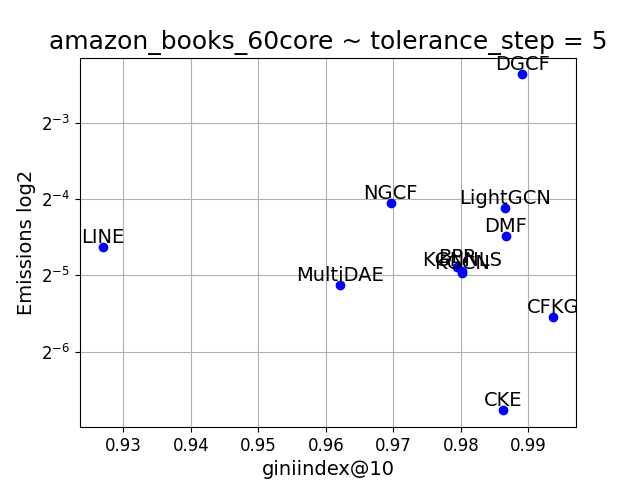 amazon_books_60core ~ tolerance_step = 5
DGCF
2⁻³
NGCF
LightGCN
2⁻⁴
DMF
LINE
BPR
KGCN
2⁻⁵
MultiDAE
CFKG
2⁻⁶
CKE
Emissions log2
0.93 0.94 0.95 0.96 0.97 0.98 0.99
giniindex@10